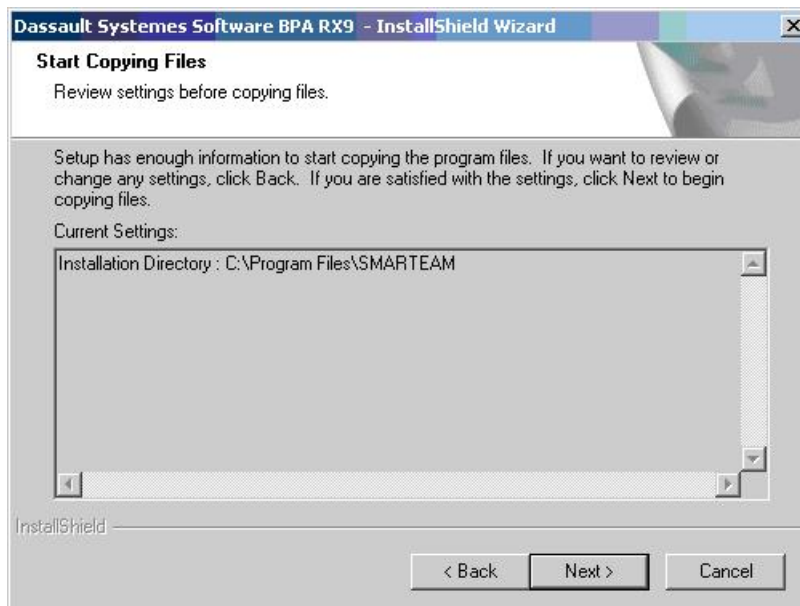 Dassault Systemes Software BPA RX9 - InstallShield Wizard
Start Copying Files
Review settings before copying files.
Setup has enough information to start copying the program files. If you want to review or
change any settings, click Back. If you are satisfied with the settings, click Next to begin
copying files.
Current Settings:
Installation Directory : C:\Program Files\SMARTEAM
InstallShield
< Back
Next >
Cancel